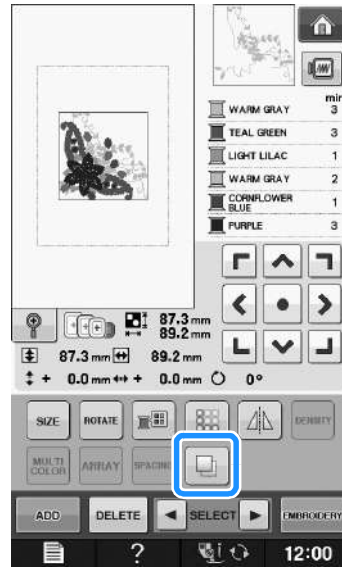 min
WARM GRAY 3
TEAL GREEN 3
LIGHT LILAC 1
WARM GRAY 2
CORNFLOWER BLUE 1
PURPLE 3
87.3 mm
89.2 mm
87.3 mm 89.2 mm
+ 0.0 mm + 0.0 mm 0°
SIZE ROTATE DENSITY
MULTI COLOR ARRAY SPACING
ADD DELETE SELECT EMBROIDERY
? 12:00